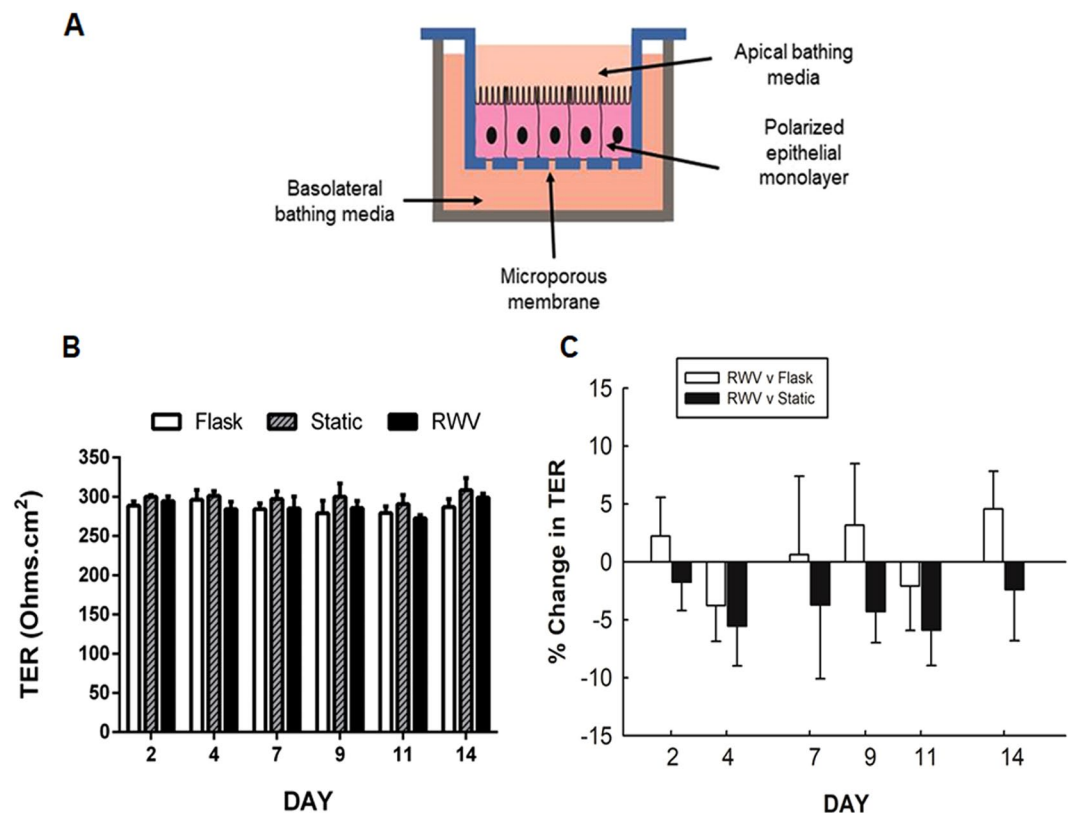 A
Apical bathing
media
Polarized
epithelial
monolayer
Basolateral
bathing media
Microporous
membrane
B
Flask Static RWV
TER (Ohms.cm²)
350
300
250
200
150
100
50
0
2 4 7 9 11 14
DAY
C
RWV v Flask
RWV v Static
% Change in TER
15
10
5
0
-5
-10
-15
2 4 7 9 11 14
DAY